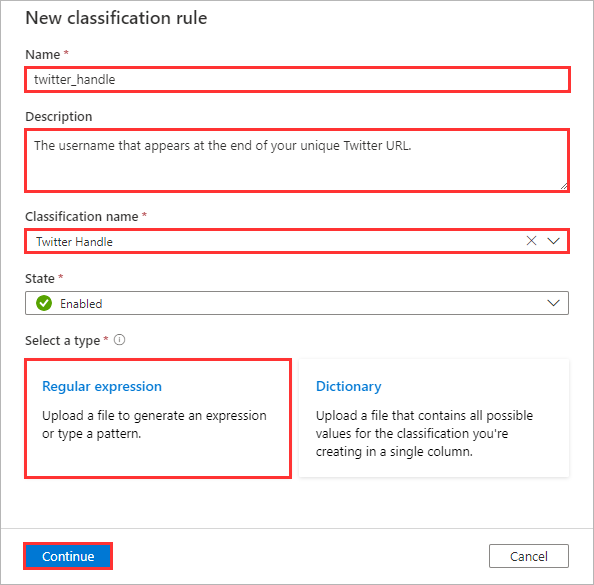 New classification rule
Name *
twitter_handle
Description
The username that appears at the end of your unique Twitter URL.
Classification name *
Twitter Handle
State *
Enabled
Select a type *
Regular expression
Upload a file to generate an expression
or type a pattern.
Dictionary
Upload a file that contains all possible
values for the classification you're
creating in a single column.
Continue
Cancel